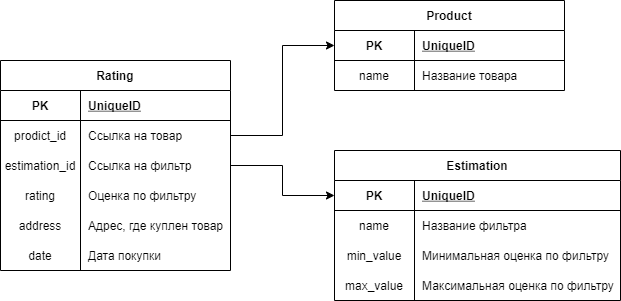 Product
PK UniqueID
name Название товара
Rating
PK UniqueID
prodict_id Ссылка на товар
estimation_id Ссылка на фильтр
rating Оценка по фильтру
address Адрес, где куплен товар
date Дата покупки
Estimation
PK UniqueID
name Название фильтра
min_value Минимальная оценка по фильтру
max_value Максимальная оценка по фильтру